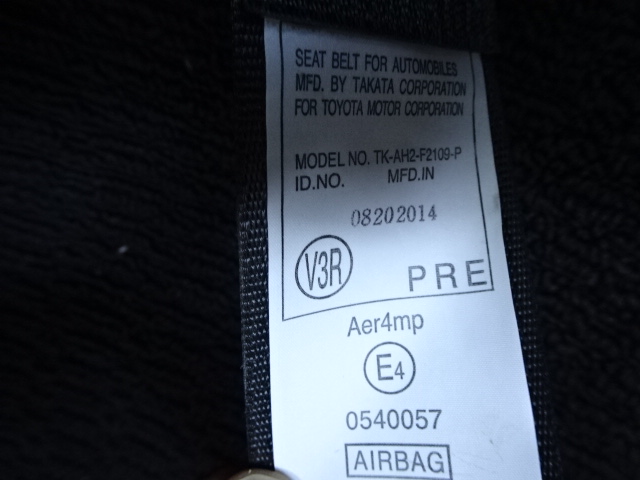 SEAT BELT FOR AUTOMOBILES
MFD. BY TAKATA CORPORATION
FOR TOYOTA MOTOR CORPORATION
MODEL NO. TK-AH2-F2109-P
ID.NO. MFD.IN
08202014
V3R PRE
Aer4mp
E4
0540057
AIRBAG